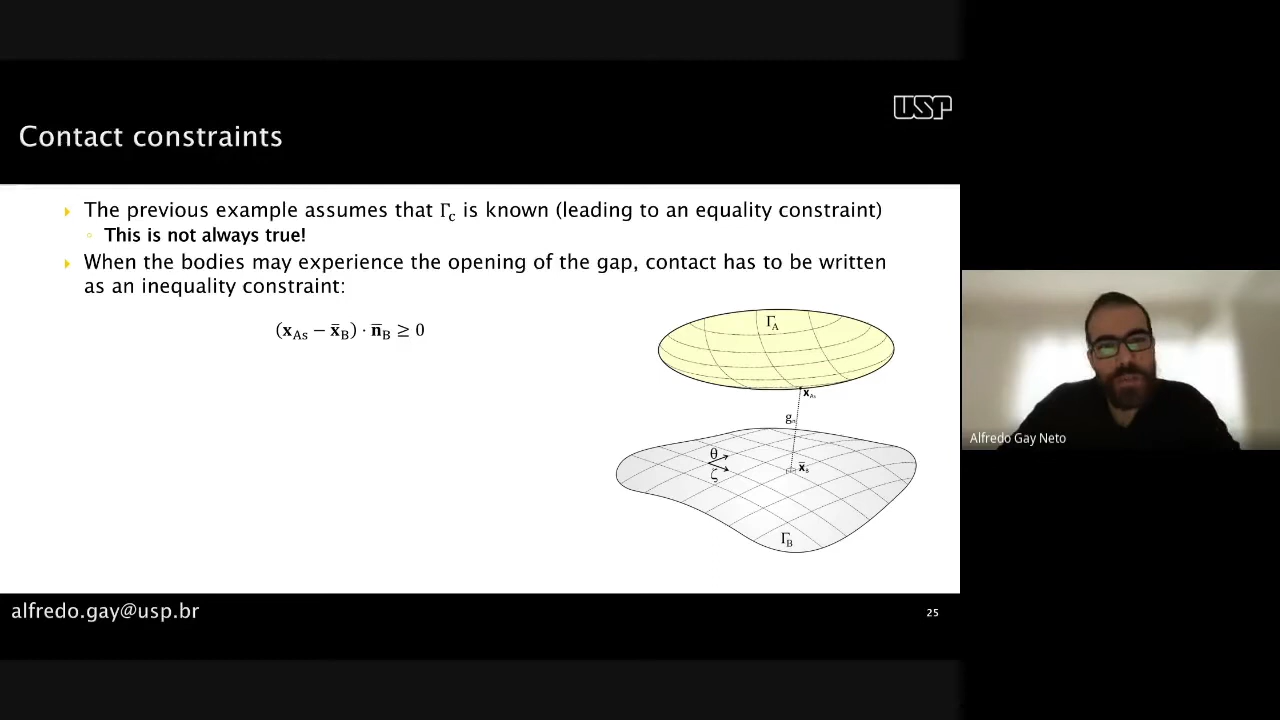 USP
Contact constraints
The previous example assumes that Γc is known (leading to an equality constraint)
This is not always true!
When the bodies may experience the opening of the gap, contact has to be written
as an inequality constraint:
(xAs − x̄B) · n̄B ≥ 0
ΓA
xAs
gn
θ
x̄B
ζ
ΓB
Alfredo Gay Neto
alfredo.gay@usp.br
25